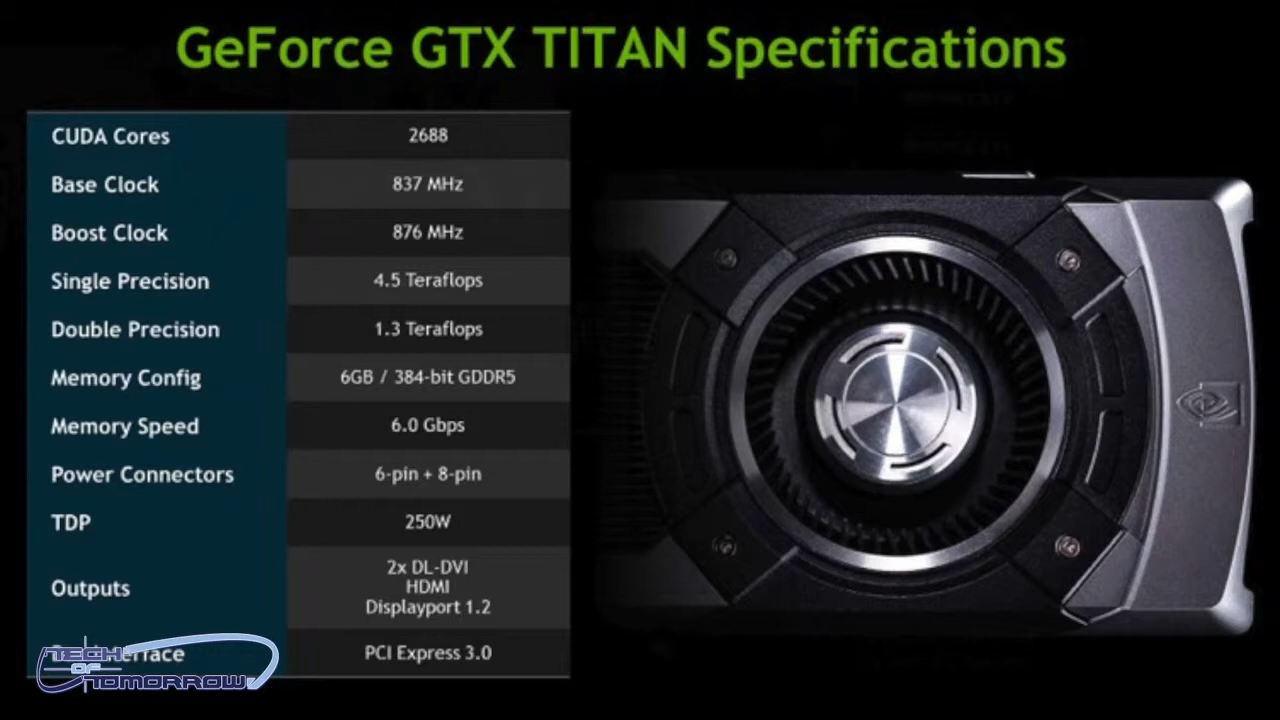 GeForce GTX TITAN Specifications
CUDA Cores 2688
Base Clock 837 MHz
Boost Clock 876 MHz
Single Precision 4.5 Teraflops
Double Precision 1.3 Teraflops
Memory Config 6GB / 384-bit GDDR5
Memory Speed 6.0 Gbps
Power Connectors 6-pin + 8-pin
TDP 250W
Outputs 2x DL-DVI
HDMI
Displayport 1.2
PCI Express 3.0
TECH
OF
TOMORROW